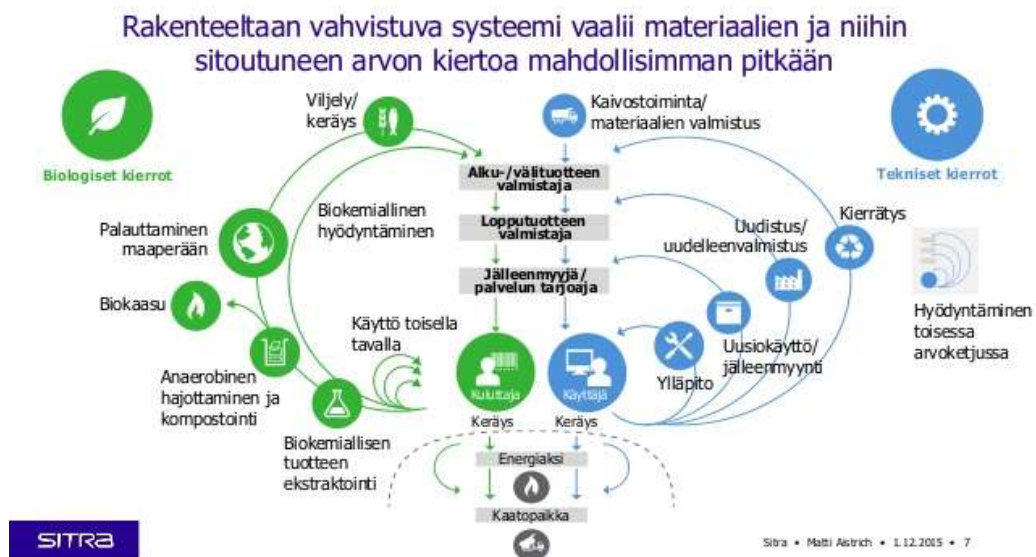 Rakenteeltaan vahvistuva systeemi vaalii materiaalien ja niihin
sitoutuneen arvon kiertoa mahdollisimman pitkään
Biologiset kierrot
Viljely/
keräys
Kaivostoiminta/
materiaalien valmistus
Tekniset kierrot
Alku-/välituotteen
valmistaja
Palauttaminen
maaperään
Biokemiallinen
hyödyntäminen
Lopputuotteen
valmistaja
Uudistus/
uudelleenvalmistus
Kierrätys
Jälleenmyyjä/
palvelun tarjoaja
Biokaasu
Käyttö toisella
tavalla
Hyödyntäminen
toisessa
arvoketjussa
Uusiokäyttö/
jälleenmyynti
Ylläpito
Anaerobinen
hajottaminen ja
kompostointi
Kuluttaja
Käyttäjä
Keräys
Keräys
Biokemiallisen
tuotteen
ekstraktointi
Energiaksi
Kaatopaikka
SITRA
Sitra • Matti Aistrich • 1.12.2015 • 7